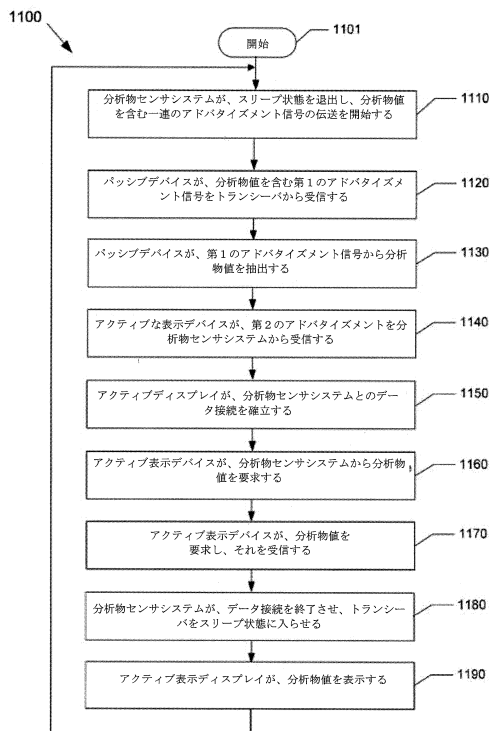 1100
開始
1101
分析物センサシステムが、スリープ状態を退出し、分析物値
を含む一連のアドバタイズメント信号の伝送を開始する
1110
パッシブデバイスが、分析物値を含む第1のアドバタイズメ
ント信号をトランシーバから受信する
1120
パッシブデバイスが、第1のアドバタイズメント信号から分析
物値を抽出する
1130
アクティブな表示デバイスが、第2のアドバタイズメントを分
析物センサシステムから受信する
1140
アクティブディスプレイが、分析物センサシステムとのデー
タ接続を確立する
1150
アクティブ表示デバイスが、分析物センサシステムから分析物
値を要求する
1160
アクティブ表示デバイスが、分析物値を
要求し、それを受信する
1170
分析物センサシステムが、データ接続を終了させ、トランシー
バをスリープ状態に入らせる
1180
アクティブ表示ディスプレイが、分析物値を表示する
1190